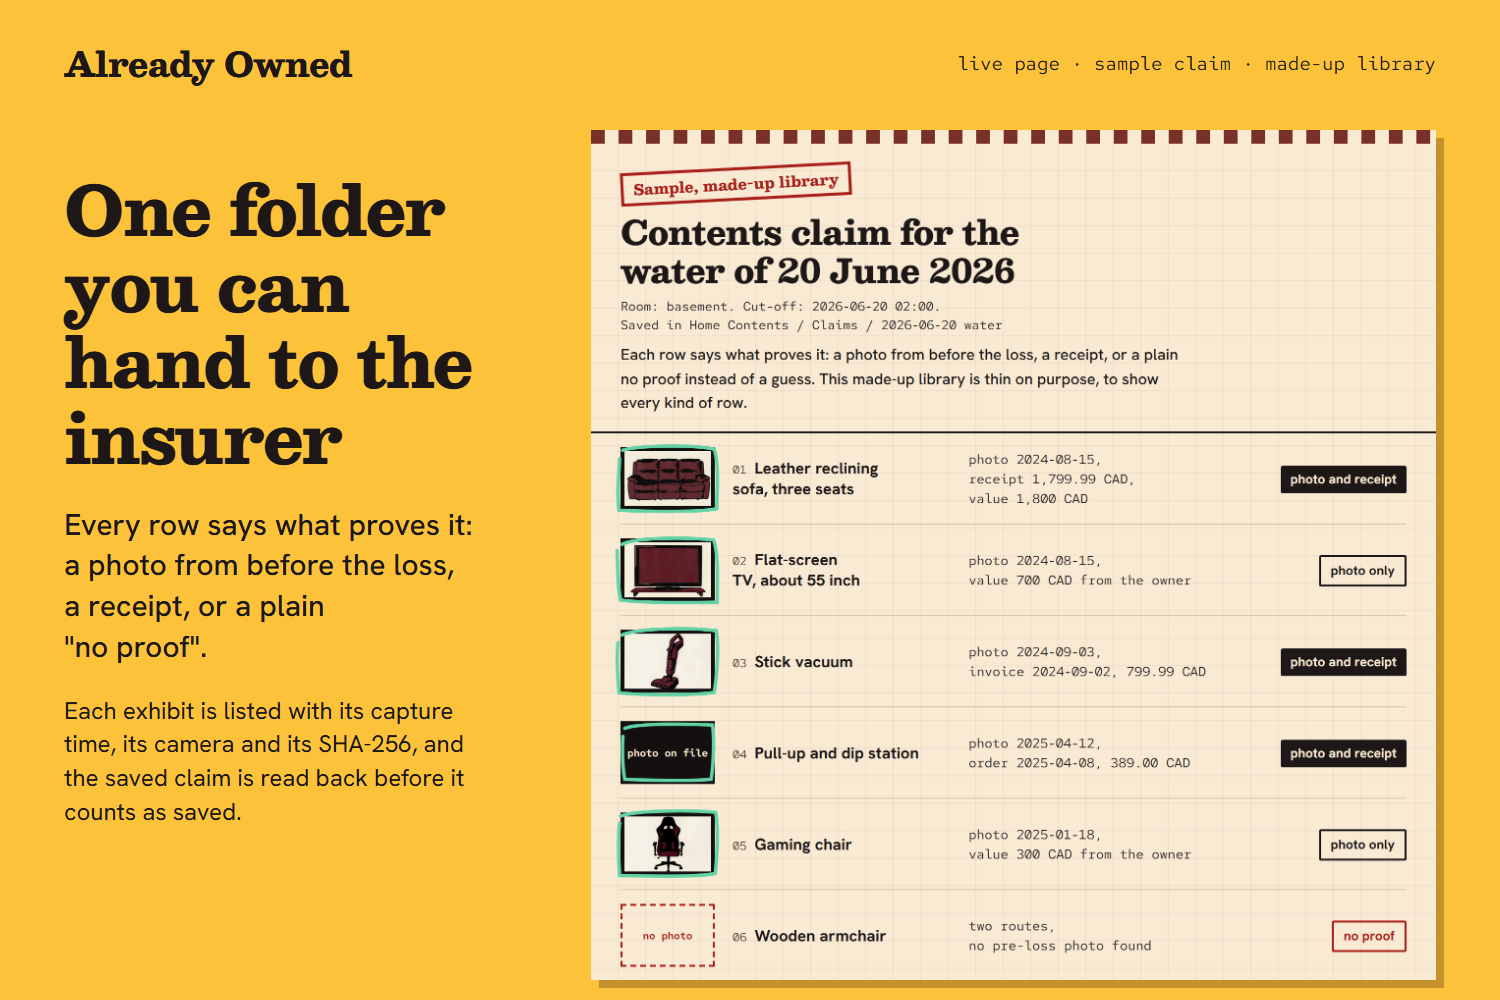 Already Owned
live page · sample claim · made-up library
One folder
you can
hand to the
insurer
Every row says what proves it:
a photo from before the loss,
a receipt, or a plain
"no proof".
Each exhibit is listed with its capture
time, its camera and its SHA-256, and
the saved claim is read back before it
counts as saved.
Sample, made-up library
Contents claim for the
water of 20 June 2026
Room: basement. Cut-off: 2026-06-20 02:00.
Saved in Home Contents / Claims / 2026-06-20 water
Each row says what proves it: a photo from before the loss, a receipt, or a plain
no proof instead of a guess. This made-up library is thin on purpose, to show
every kind of row.
01 Leather reclining
sofa, three seats
photo 2024-08-15,
receipt 1,799.99 CAD,
value 1,800 CAD
photo and receipt
02 Flat-screen
TV, about 55 inch
photo 2024-08-15,
value 700 CAD from the owner
photo only
03 Stick vacuum
photo 2024-09-03,
invoice 2024-09-02, 799.99 CAD
photo and receipt
photo on file
04 Pull-up and dip station
photo 2025-04-12,
order 2025-04-08, 389.00 CAD
photo and receipt
05 Gaming chair
photo 2025-01-18,
value 300 CAD from the owner
photo only
no photo
06 Wooden armchair
two routes,
no pre-loss photo found
no proof